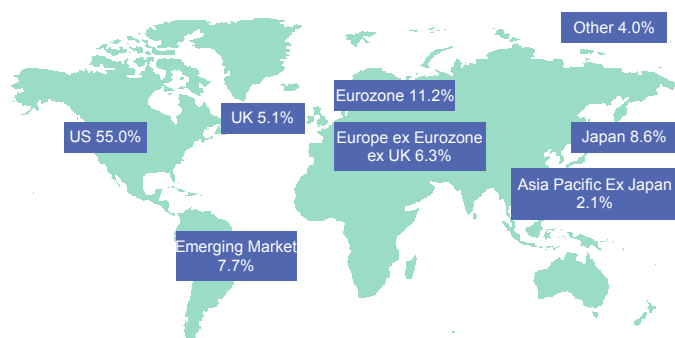 Other 4.0%
Eurozone 11.2%
UK 5.1%
US 55.0%
Europe ex Eurozone
ex UK 6.3%
Japan 8.6%
Asia Pacific Ex Japan
2.1%
Emerging Market
7.7%